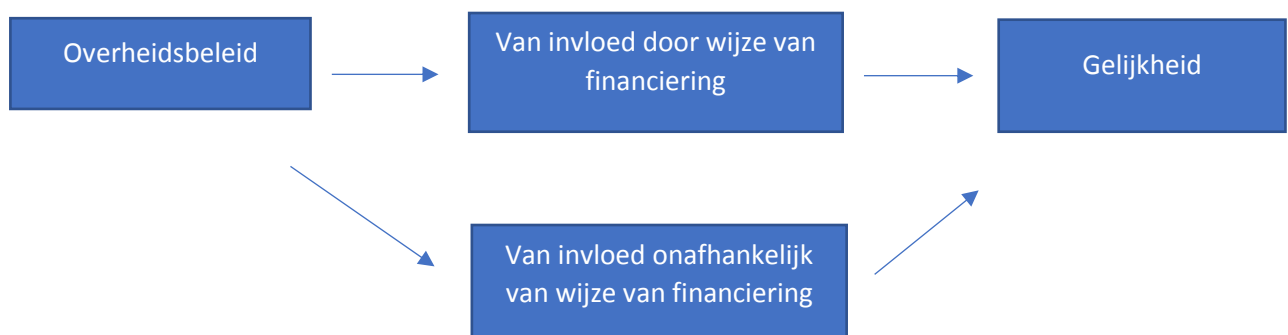 Overheidsbeleid
Van invloed door wijze van
financiering
Gelijkheid
Van invloed onafhankelijk
van wijze van financiering